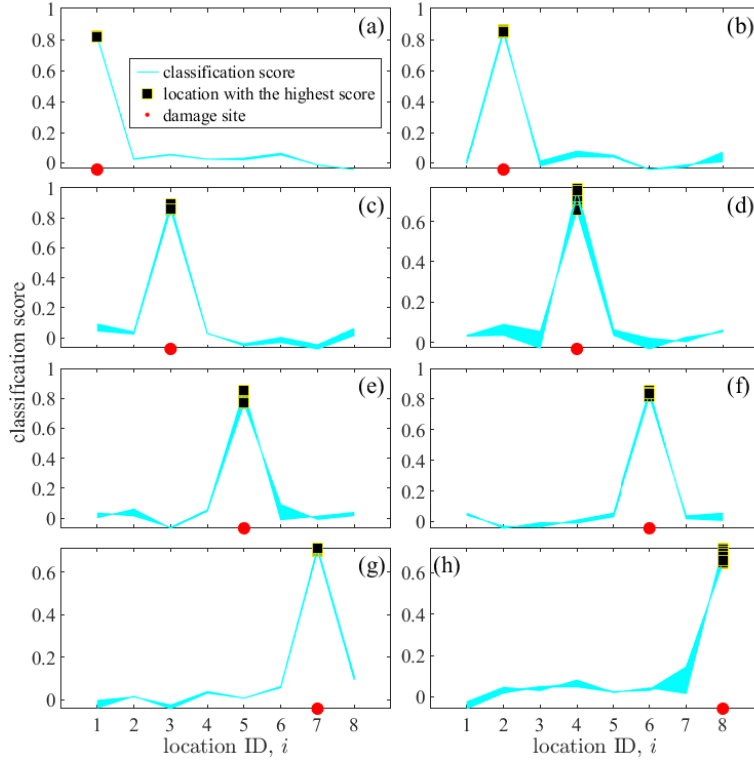 (a)
1
0.8
0.6
0.4
0.2
0
classification score
location with the highest score
damage site
(b)
1
0.8
0.6
0.4
0.2
0
(c)
1
0.8
0.6
0.4
0.2
0
(d)
0.6
0.4
0.2
0
classification score
(e)
1
0.8
0.6
0.4
0.2
0
(f)
1
0.8
0.6
0.4
0.2
0
(g)
0.6
0.4
0.2
0
1 2 3 4 5 6 7 8
location ID, i
(h)
0.6
0.4
0.2
0
1 2 3 4 5 6 7 8
location ID, i